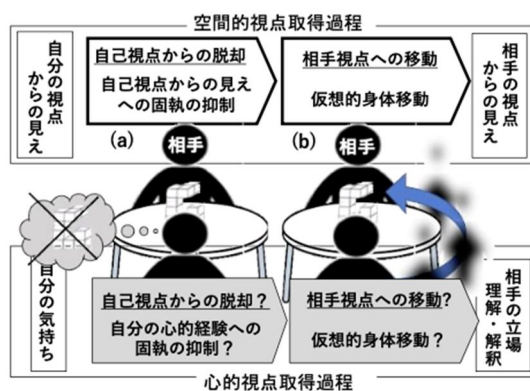 空間的視点取得過程
自分の視点
からの見え
自己視点からの脱却
自己視点からの見え
への固執の抑制
(a)
相手視点への移動
仮想的身体移動
(b)
相手の視点
からの見え
相手
相手
自分の気持ち
自己視点からの脱却?
自分の心的経験への
固執の抑制?
相手視点への移動?
仮想的身体移動?
相手の立場
理解・解釈
心的視点取得過程